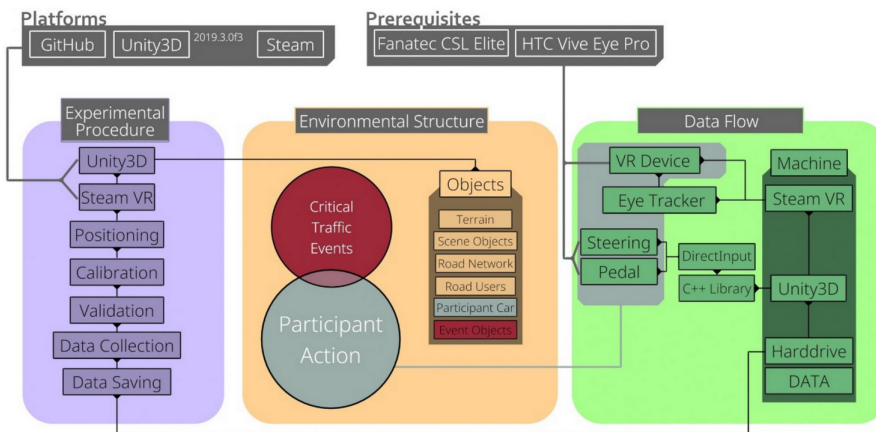 Platforms
GitHub
Unity3D
2019.3.0f3
Steam
Prerequisites
Fanatec CSL Elite
HTC Vive Eye Pro
Experimental
Procedure
Unity3D
Steam VR
Positioning
Calibration
Validation
Data Collection
Data Saving
Environmental Structure
Critical
Traffic
Events
Participant
Action
Objects
Terrain
Scene Objects
Road Network
Road Users
Participant Car
Event Objects
Data Flow
VR Device
Eye Tracker
Steering
Pedal
DirectInput
C++ Library
Machine
Steam VR
Unity3D
Harddrive
DATA